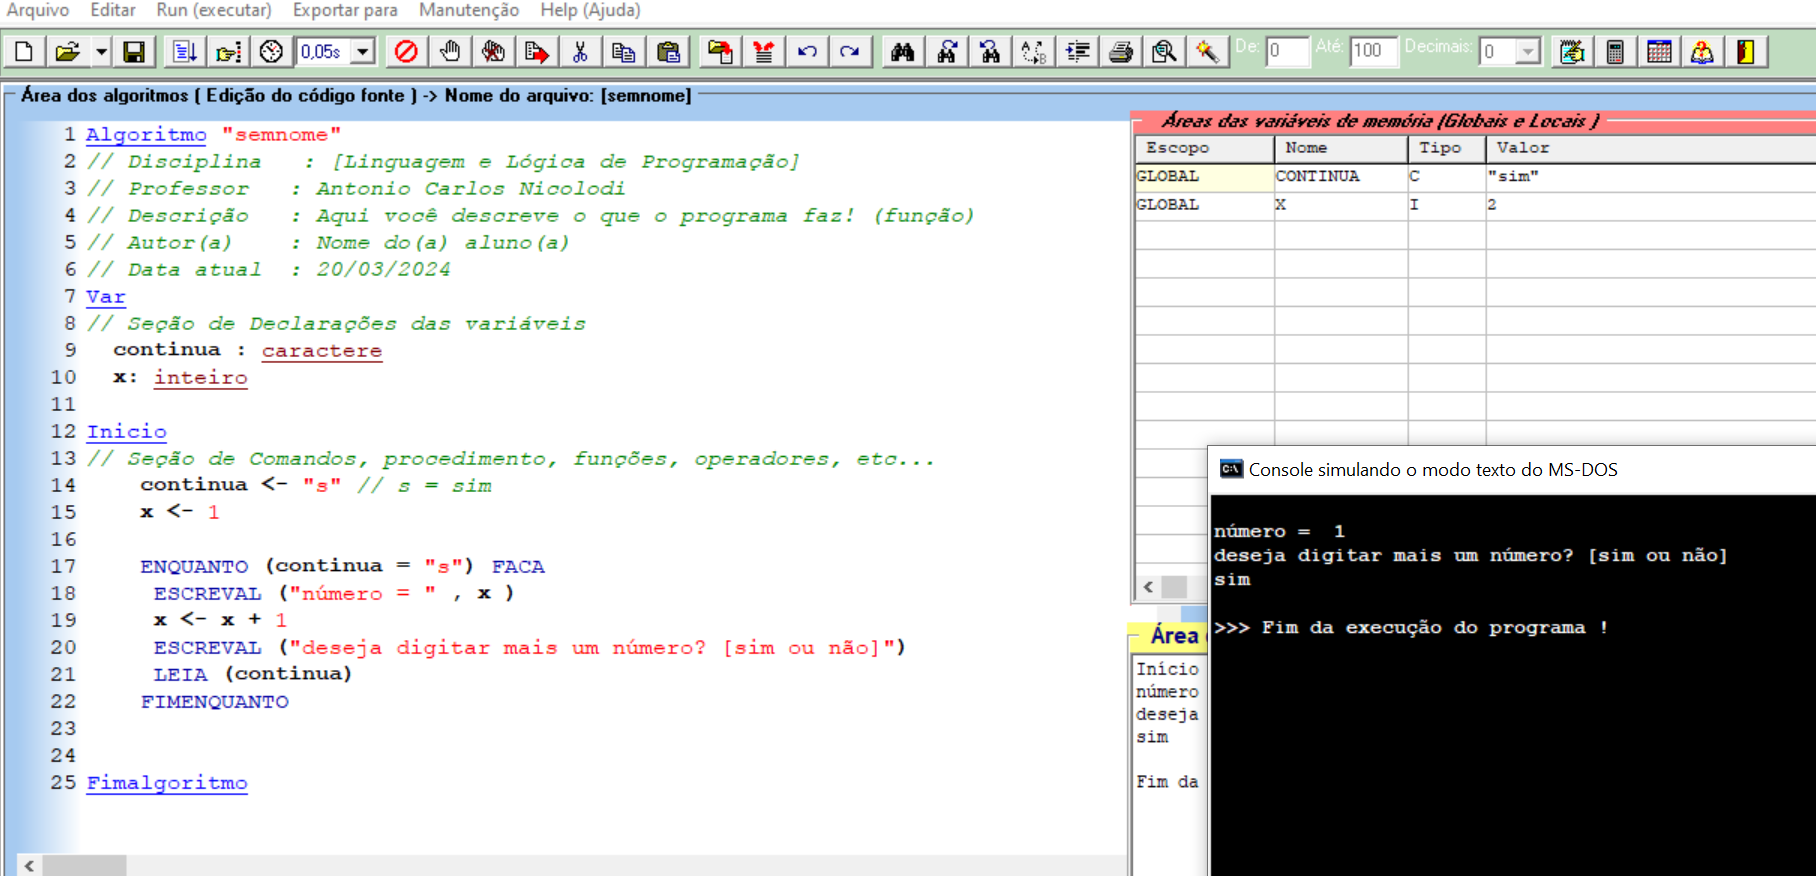 Arquivo Editar Run (executar) Exportar para Manutenção Help (Ajuda)
0,05s De: 0 Até: 100 Decimais: 0
Área dos algoritmos ( Edição do código fonte ) -> Nome do arquivo: [semnome]
1 Algoritmo "semnome"
2 // Disciplina   : [Linguagem e Lógica de Programação]
3 // Professor   : Antonio Carlos Nicolodi
4 // Descrição   : Aqui você descreve o que o programa faz! (função)
5 // Autor(a)    : Nome do(a) aluno(a)
6 // Data atual  : 20/03/2024
7 Var
8 // Seção de Declarações das variáveis
9   continua : caractere
10   x: inteiro
11
12 Inicio
13 // Seção de Comandos, procedimento, funções, operadores, etc...
14     continua <- "s" // s = sim
15     x <- 1
16
17     ENQUANTO (continua = "s") FACA
18      ESCREVAL ("número = " , x )
19      x <- x + 1
20      ESCREVAL ("deseja digitar mais um número? [sim ou não]")
21      LEIA (continua)
22     FIMENQUANTO
23
24
25 Fimalgoritmo
Áreas das variáveis de memória (Globais e Locais )
Escopo Nome Tipo Valor
GLOBAL CONTINUA C "sim"
GLOBAL X I 2
Console simulando o modo texto do MS-DOS
número =  1
deseja digitar mais um número? [sim ou não]
sim
>>> Fim da execução do programa !
Área
Início
número
deseja
sim
Fim da